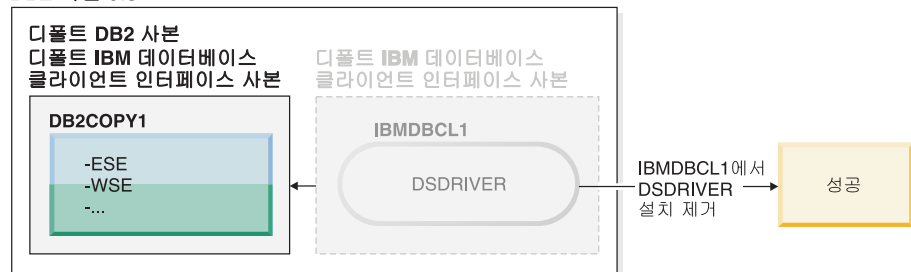 디폴트 DB2 사본
디폴트 IBM 데이터베이스
클라이언트 인터페이스 사본
DB2COPY1
-ESE
-WSE
-...
디폴트 IBM 데이터베이스
클라이언트 인터페이스 사본
IBMDBCL1
DSDRIVER
IBMDBCL1에서
DSDRIVER
설치 제거
성공